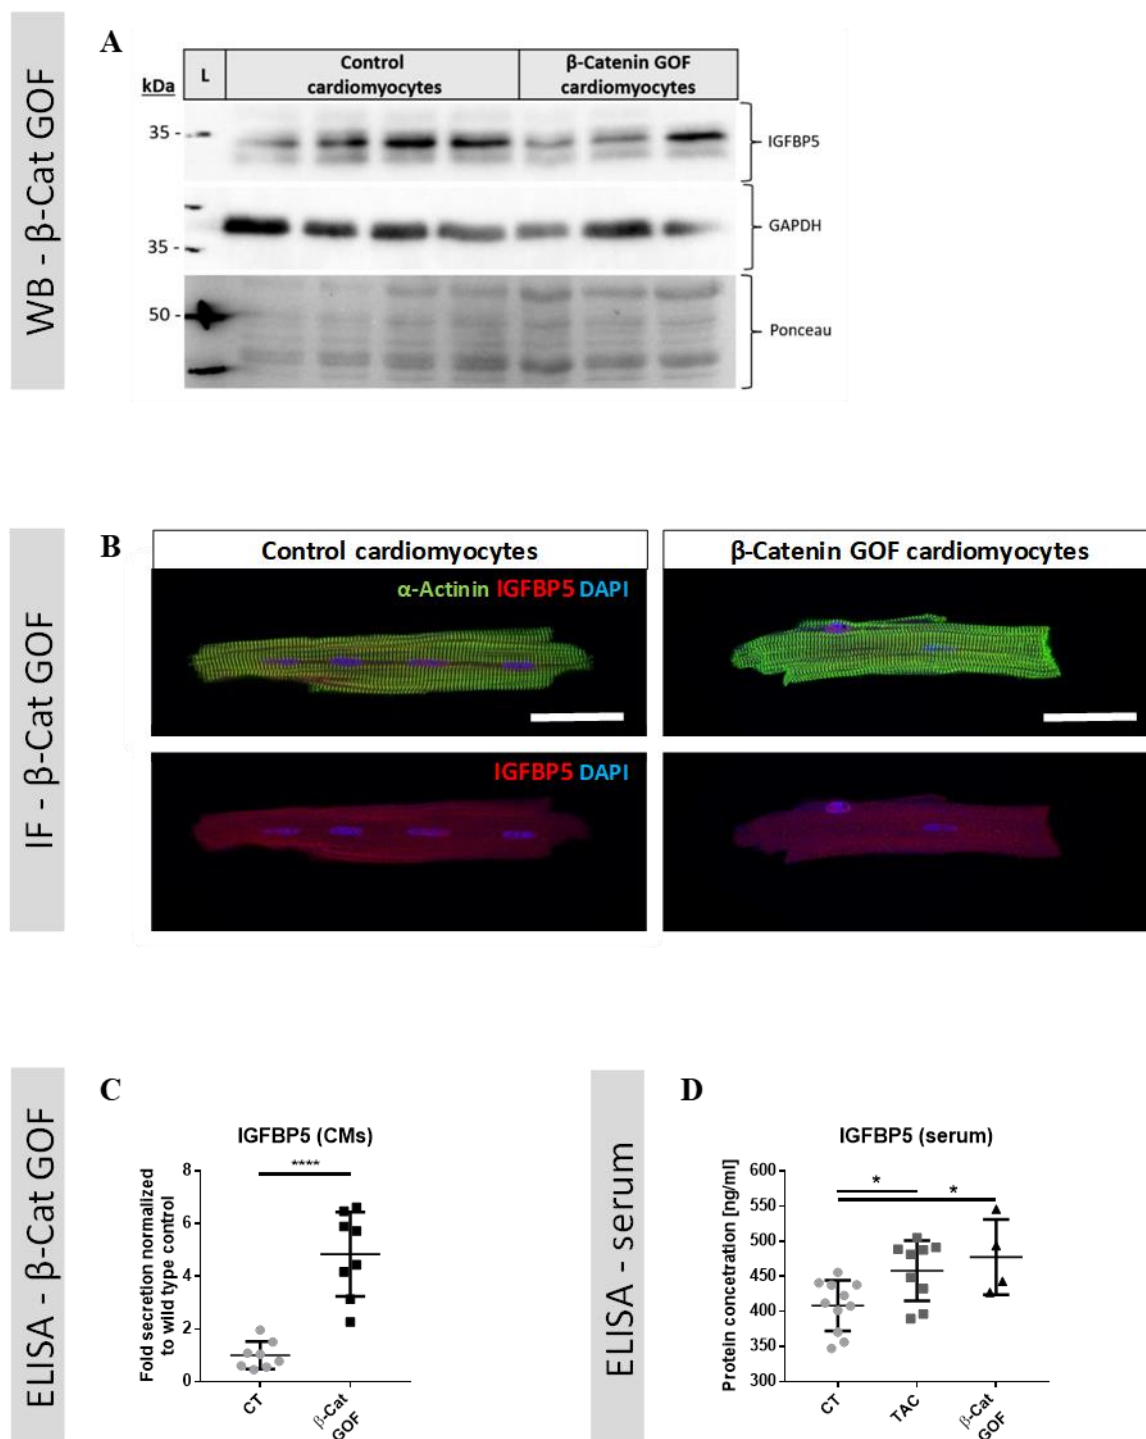 WB - β-Cat GOF
A
kDa
L
Control
cardiomyocytes
β-Catenin GOF
cardiomyocytes
35 -
IGFBP5
GAPDH
35 -
50 -
Ponceau
IF - β-Cat GOF
B
Control cardiomyocytes
β-Catenin GOF cardiomyocytes
α-Actinin IGFBP5 DAPI
IGFBP5 DAPI
ELISA - β-Cat GOF
C
IGFBP5 (CMs)
Fold secretion normalized
to wild type control
8
6
4
2
0
****
CT
β-Cat
GOF
ELISA - serum
D
IGFBP5 (serum)
Protein concetration [ng/ml]
600
550
500
450
400
350
300
*
*
CT
TAC
β-Cat
GOF